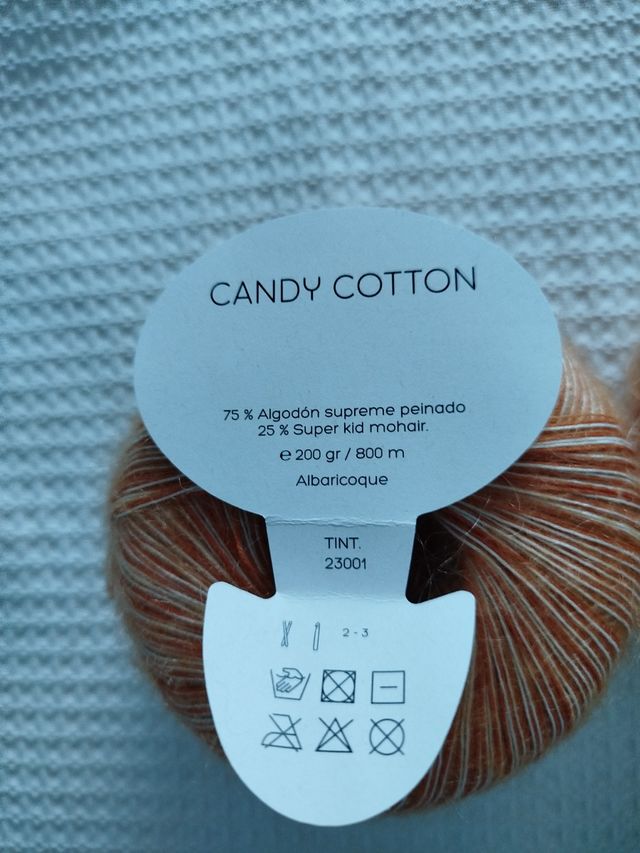 CANDY COTTON
75 % Algodón supreme peinado
25 % Super kid mohair.
℮ 200 gr / 800 m
Albaricoque
TINT.
23001
2 - 3